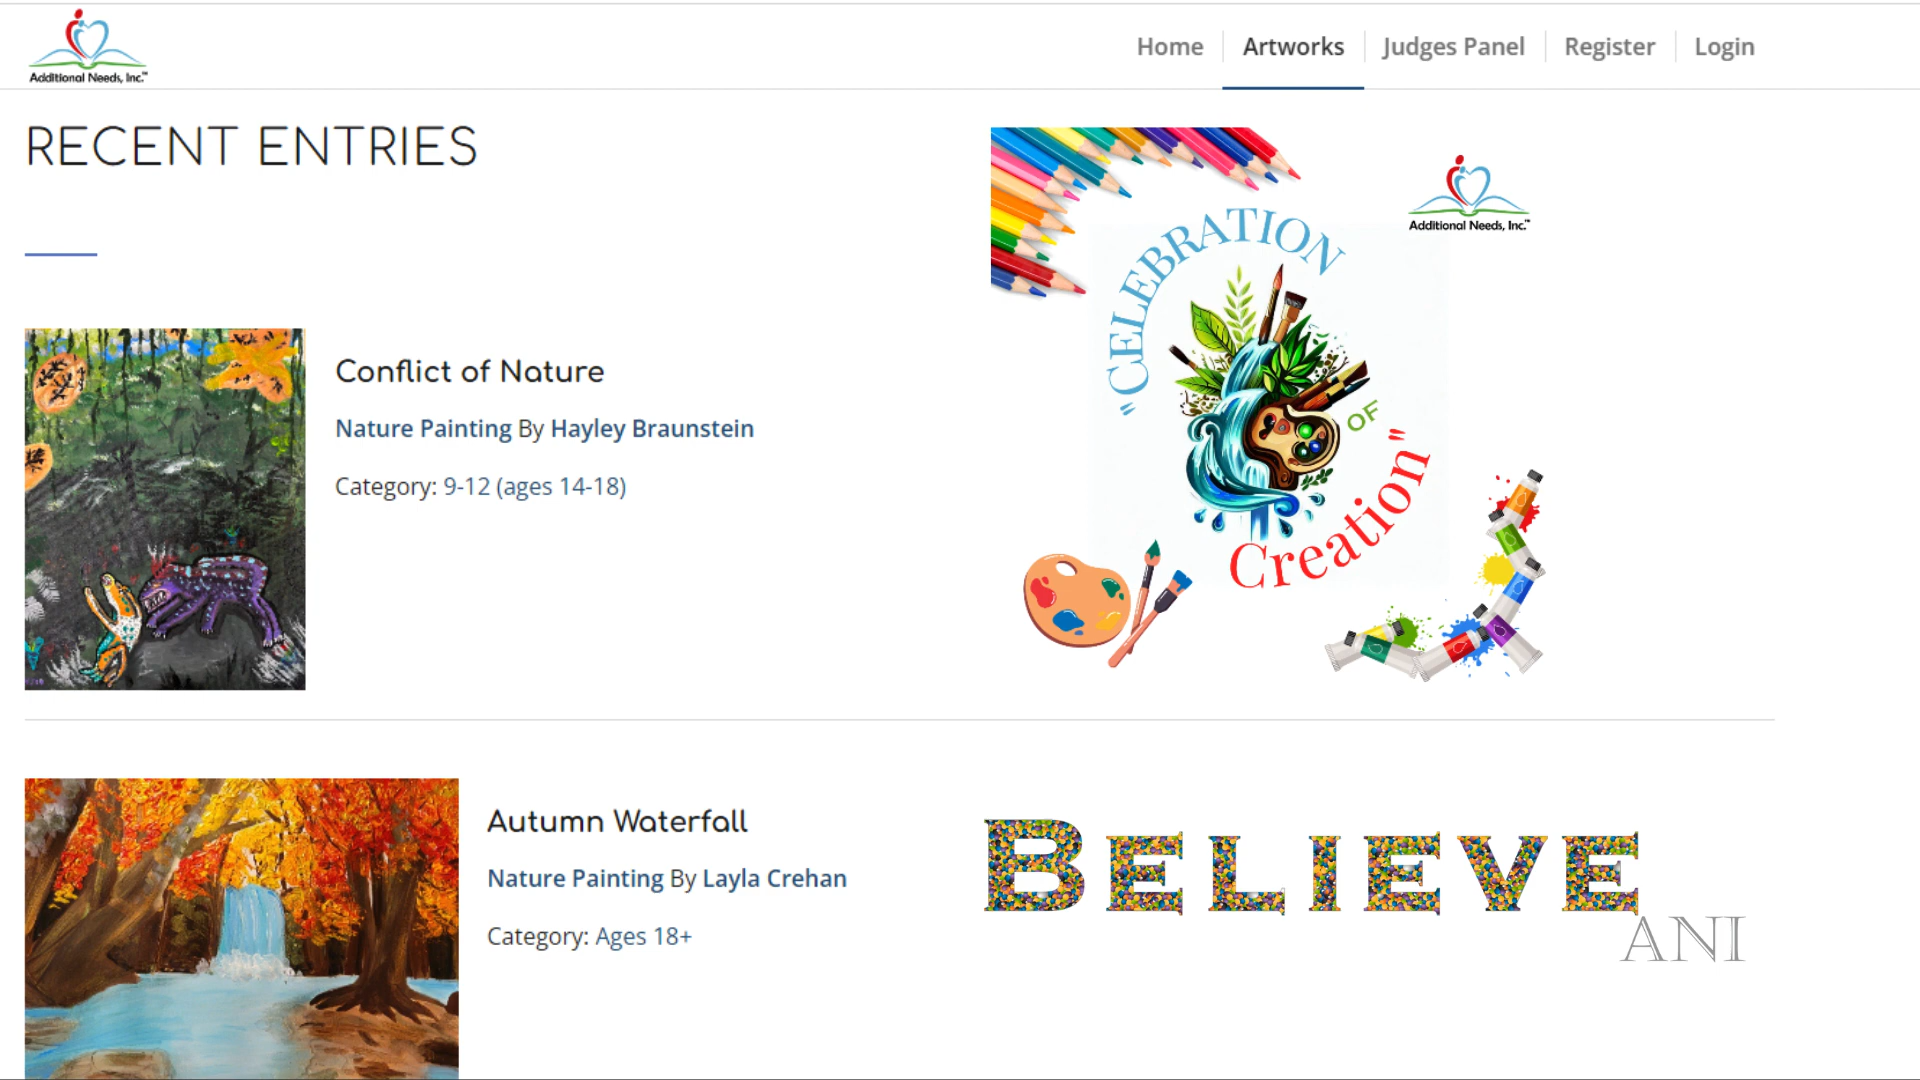 Additional Needs, Inc.™
Home
Artworks
Judges Panel
Register
Login
RECENT ENTRIES
Additional Needs, Inc.™
"CELEBRATION
OF
Creation"
Conflict of Nature
Nature Painting By Hayley Braunstein
Category: 9-12 (ages 14-18)
Autumn Waterfall
Nature Painting By Layla Crehan
Category: Ages 18+
BELIEVE
ANI